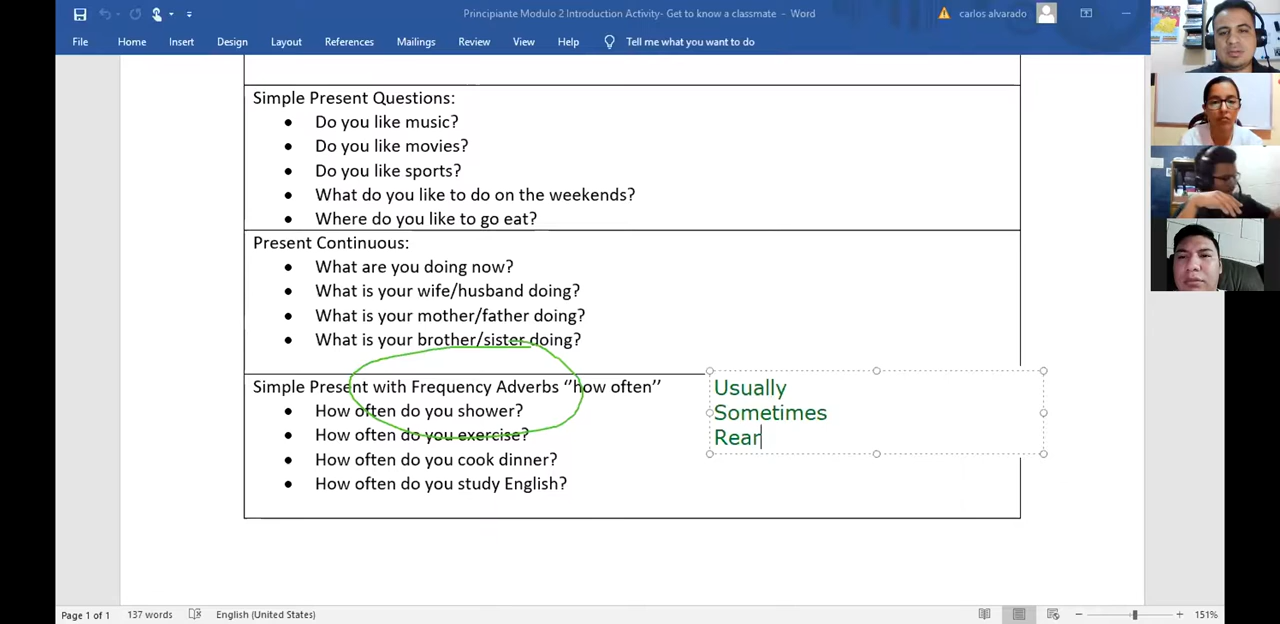 Principiante Modulo 2 Introduction Activity- Get to know a classmate - Word
carlos alvarado
File Home Insert Design Layout References Mailings Review View Help Tell me what you want to do
Simple Present Questions:
• Do you like music?
• Do you like movies?
• Do you like sports?
• What do you like to do on the weekends?
• Where do you like to go eat?
Present Continuous:
• What are you doing now?
• What is your wife/husband doing?
• What is your mother/father doing?
• What is your brother/sister doing?
Simple Present with Frequency Adverbs ‘’how often’’
• How often do you shower?
• How often do you exercise?
• How often do you cook dinner?
• How often do you study English?
Usually
Sometimes
Rear
Page 1 of 1 137 words English (United States) 151%